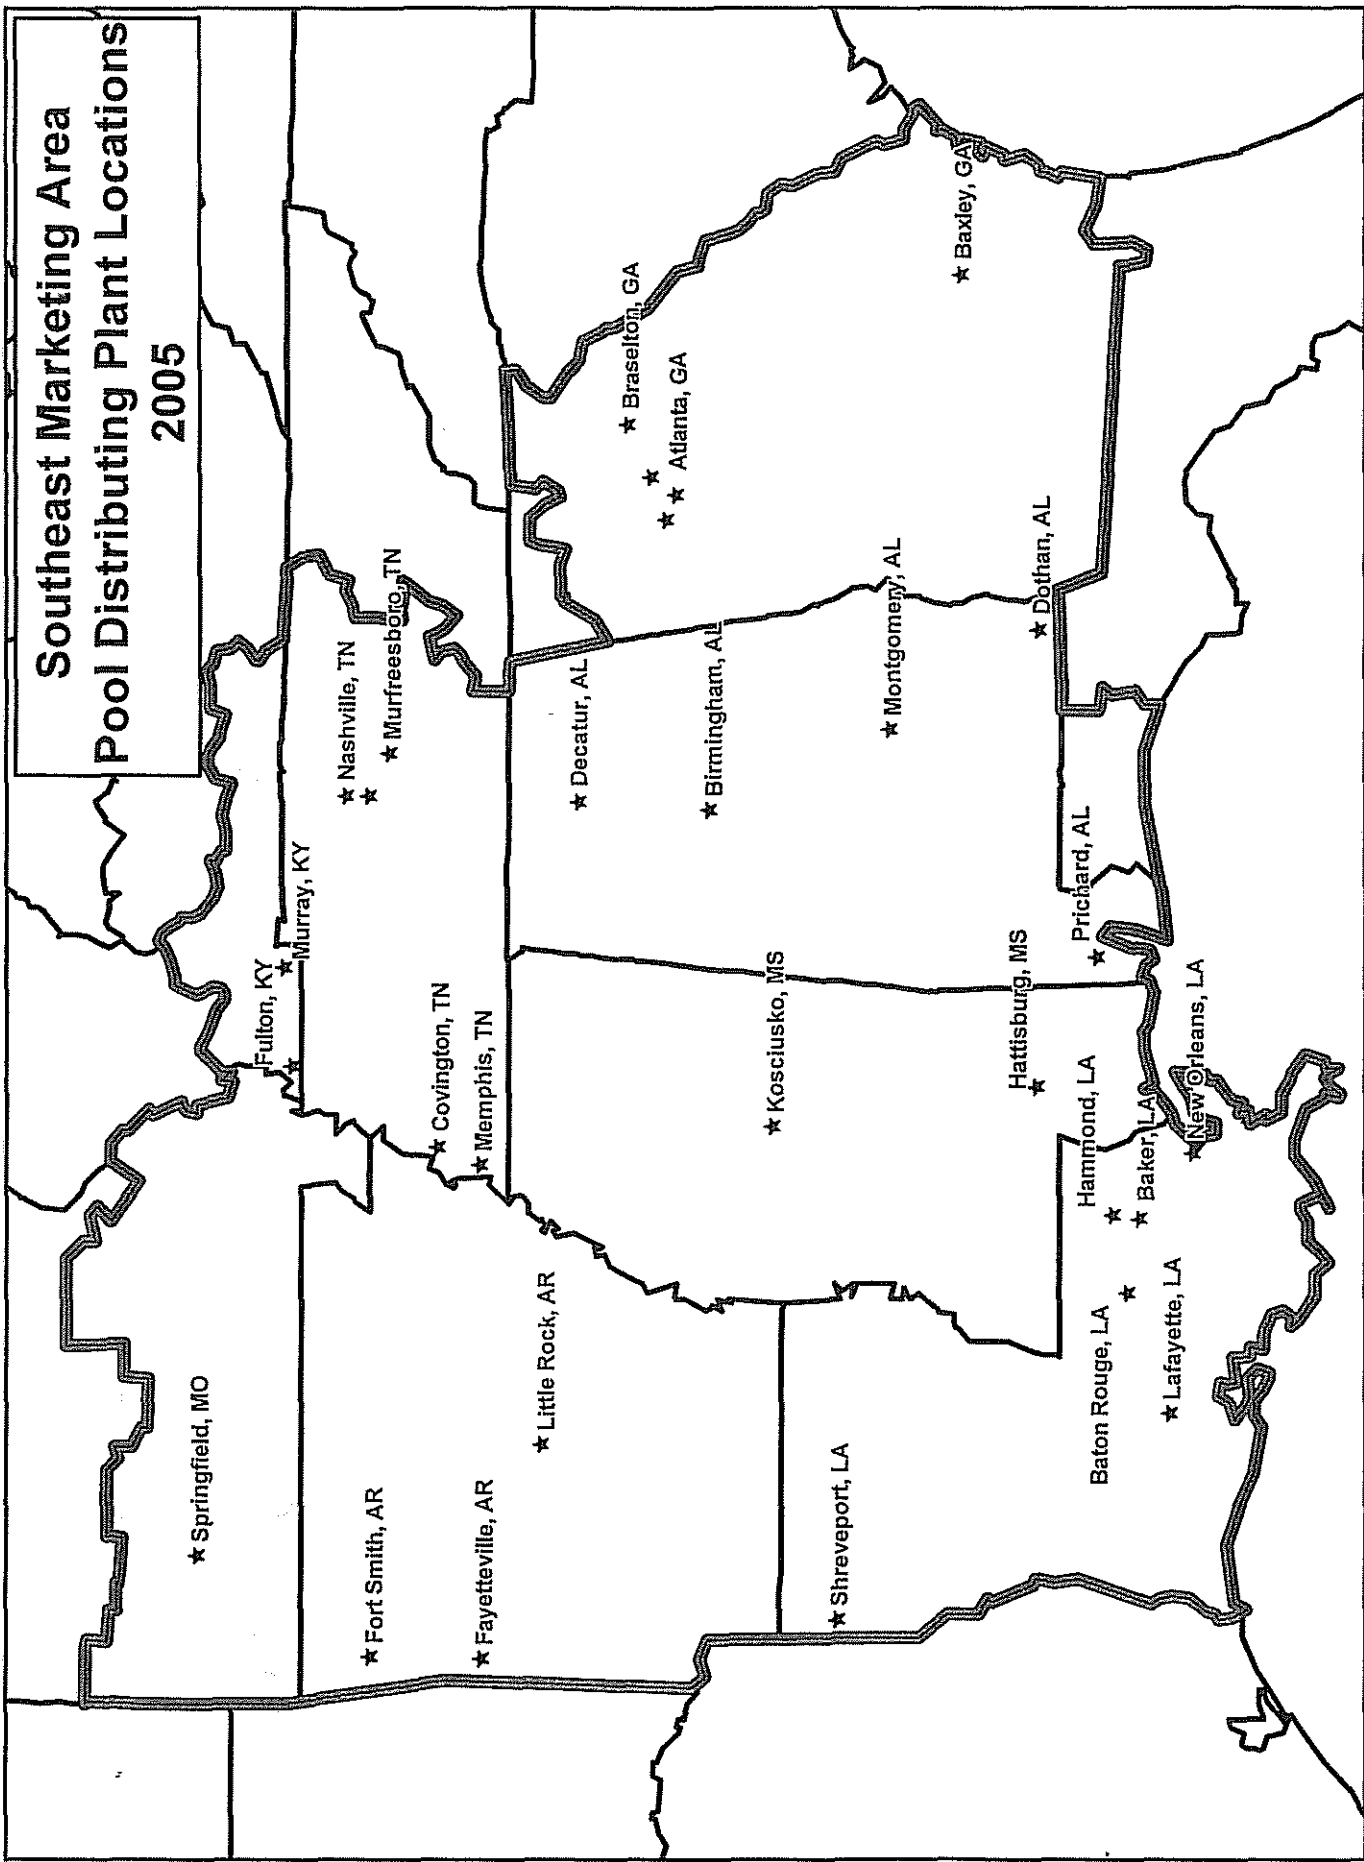 Southeast Marketing Area
Pool Distributing Plant Locations
2005
Springfield, MO
Fulton, KY
Murray, KY
Nashville, TN
Murfreesboro, TN
Fort Smith, AR
Fayetteville, AR
Little Rock, AR
Covington, TN
Memphis, TN
Decatur, AL
Birmingham, AL
Braselton, GA
Atlanta, GA
Kosciusko, MS
Montgomery, AL
Baxley, GA
Shreveport, LA
Hattisburg, MS
Dothan, AL
Prichard, AL
Hammond, LA
Baton Rouge, LA
Baker, LA
Lafayette, LA
New Orleans, LA